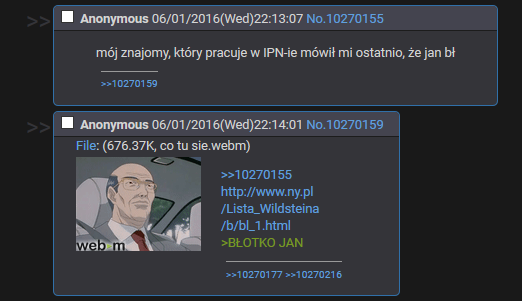 >> Anonymous 06/01/2016(Wed)22:13:07 No.10270155
mój znajomy, który pracuje w IPN-ie mówił mi ostatnio, że jan bł
>>10270159
>> Anonymous 06/01/2016(Wed)22:14:01 No.10270159
File: (676.37K, co tu sie.webm)
>>10270155
http://www.ny.pl
/Lista_Wildsteina
/b/bl_1.html
>BŁOTKO JAN
web m
>>10270177 >>10270216